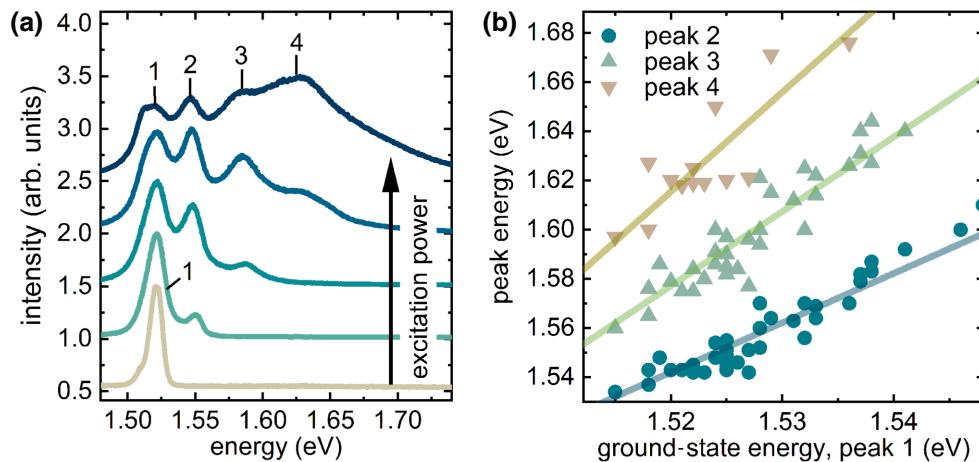 (a)
4.0
3.5
3.0
2.5
2.0
1.5
1.0
0.5
intensity (arb. units)
1
2
3
4
1
excitation power
1.50 1.55 1.60 1.65 1.70
energy (eV)
(b)
1.68
1.66
1.64
1.62
1.60
1.58
1.56
1.54
peak energy (eV)
peak 2
peak 3
peak 4
1.52 1.53 1.54
ground-state energy, peak 1 (eV)